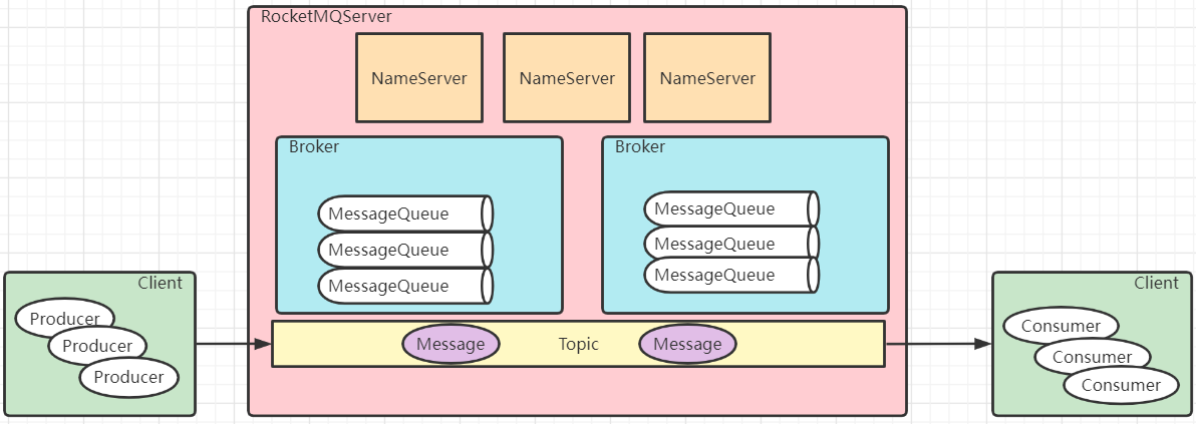 RocketMQServer
NameServer
NameServer
NameServer
Broker
MessageQueue
MessageQueue
MessageQueue
Broker
MessageQueue
MessageQueue
MessageQueue
Client
Producer
Producer
Producer
Message
Topic
Message
Client
Consumer
Consumer
Consumer